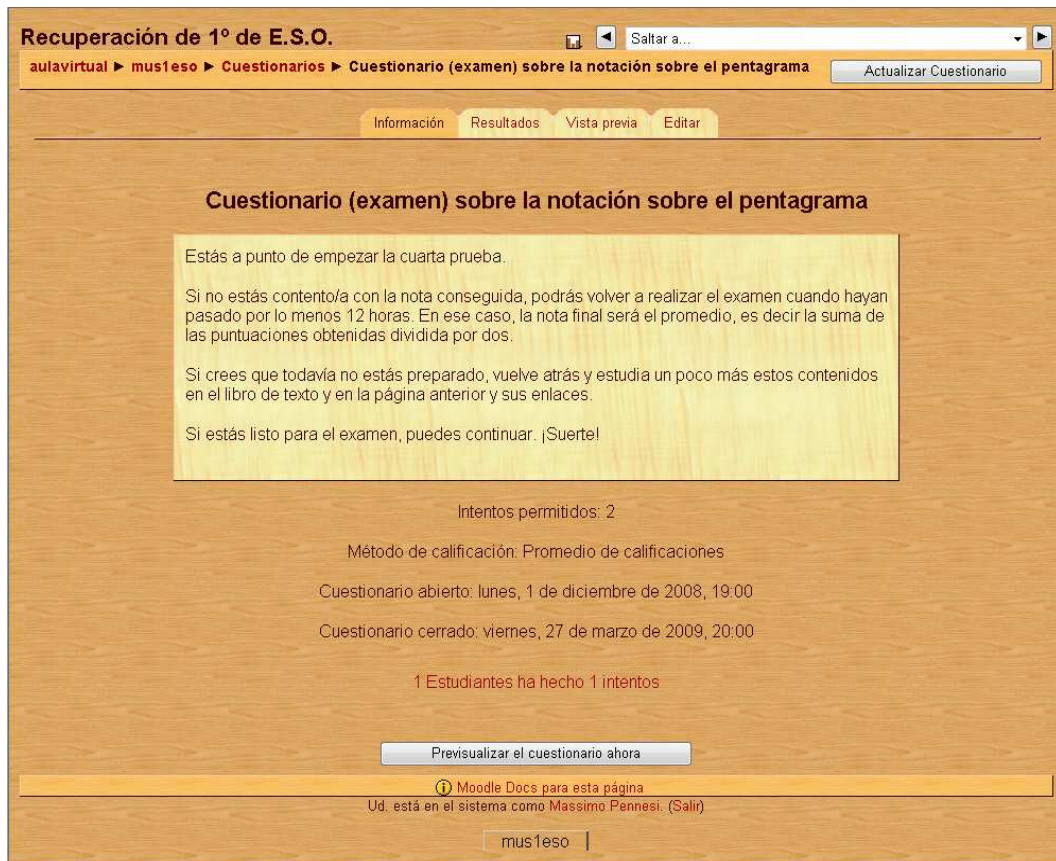 Recuperación de 1º de E.S.O.
Saltar a...
aulavirtual ► mus1eso ► Cuestionarios ► Cuestionario (examen) sobre la notación sobre el pentagrama
Actualizar Cuestionario
Información Resultados Vista previa Editar
Cuestionario (examen) sobre la notación sobre el pentagrama
Estás a punto de empezar la cuarta prueba.
Si no estás contento/a con la nota conseguida, podrás volver a realizar el examen cuando hayan
pasado por lo menos 12 horas. En ese caso, la nota final será el promedio, es decir la suma de
las puntuaciones obtenidas dividida por dos.
Si crees que todavía no estás preparado, vuelve atrás y estudia un poco más estos contenidos
en el libro de texto y en la página anterior y sus enlaces.
Si estás listo para el examen, puedes continuar. ¡Suerte!
Intentos permitidos: 2
Método de calificación: Promedio de calificaciones
Cuestionario abierto: lunes, 1 de diciembre de 2008, 19:00
Cuestionario cerrado: viernes, 27 de marzo de 2009, 20:00
1 Estudiantes ha hecho 1 intentos
Previsualizar el cuestionario ahora
Moodle Docs para esta página
Ud. está en el sistema como Massimo Pennesi. (Salir)
mus1eso